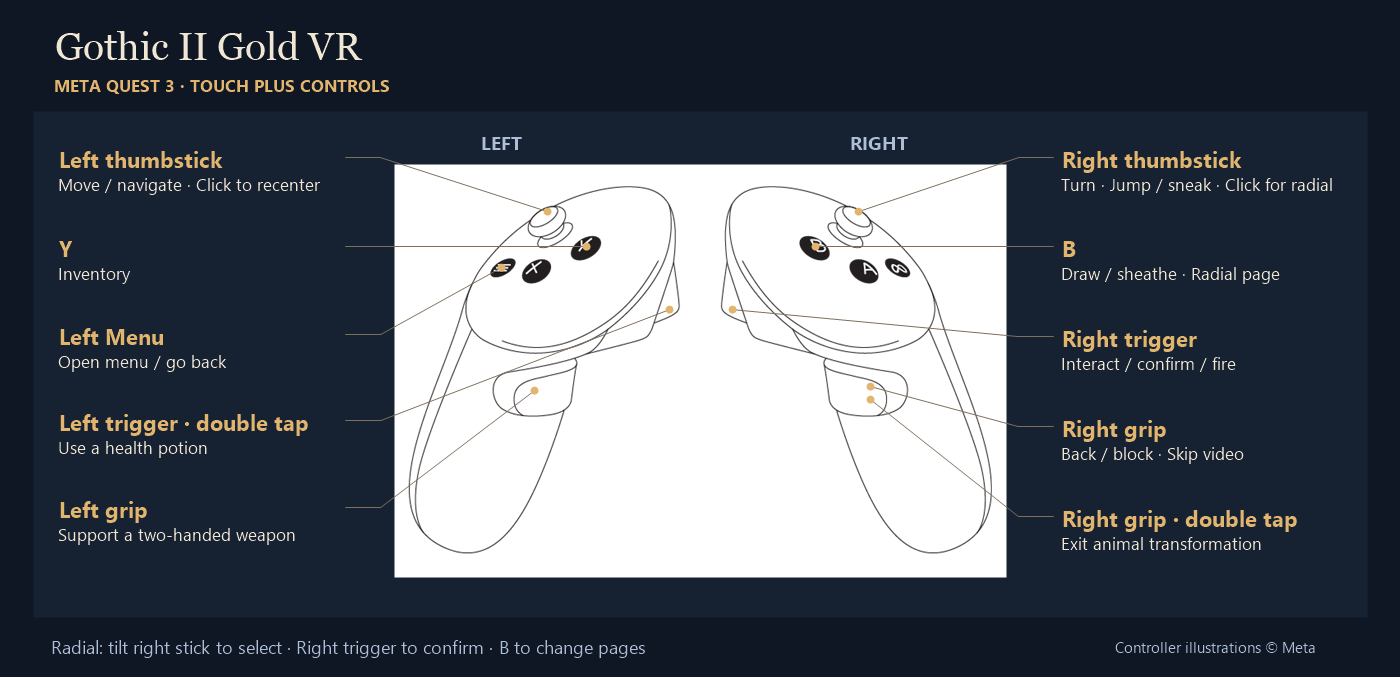 Gothic II Gold VR
META QUEST 3 · TOUCH PLUS CONTROLS
LEFT
RIGHT
Left thumbstick
Move / navigate · Click to recenter
Y
Inventory
Left Menu
Open menu / go back
Left trigger · double tap
Use a health potion
Left grip
Support a two-handed weapon
Y
X
B
A
Right thumbstick
Turn · Jump / sneak · Click for radial
B
Draw / sheathe · Radial page
Right trigger
Interact / confirm / fire
Right grip
Back / block · Skip video
Right grip · double tap
Exit animal transformation
Radial: tilt right stick to select · Right trigger to confirm · B to change pages
Controller illustrations © Meta